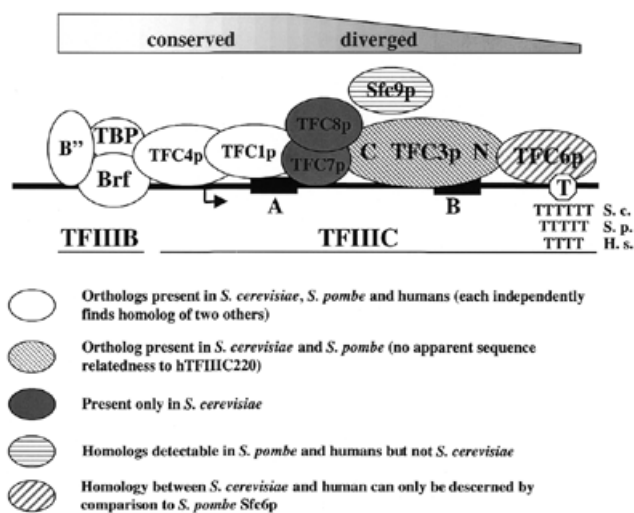 conserved diverged
Sfc9p
B” TBP TFC8p
TFC4p TFC1p TFC7p C TFC3p N TFC6p
Brf
T
A B
TTTTTT S. c.
TTTTT S. p.
TTTT H. s.
TFIIIB TFIIIC
Orthologs present in S. cerevisiae, S. pombe and humans (each independently
finds homolog of two others)
Ortholog present in S. cerevisiae and S. pombe (no apparent sequence
relatedness to hTFIIIC220)
Present only in S. cerevisiae
Homologs detectable in S. pombe and humans but not S. cerevisiae
Homology between S. cerevisiae and human can only be descerned by
comparison to S. pombe Sfc6p